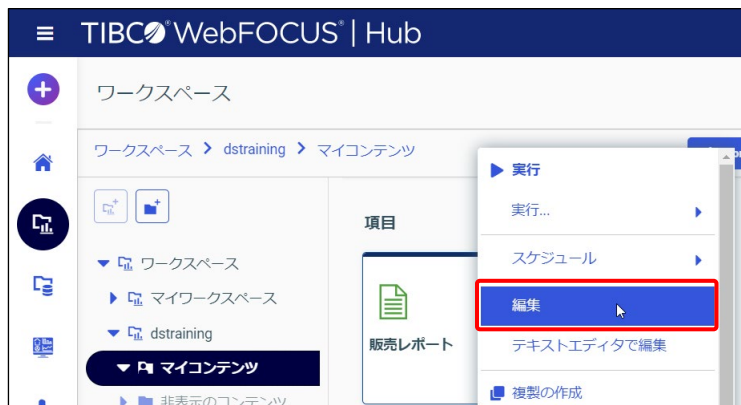 TIBCO® WebFOCUS® | Hub
ワークスペース
ワークスペース > dstraining > マイコンテンツ
項目
ワークスペース
マイワークスペース
dstraining
マイコンテンツ
非表示のコンテンツ
販売レポート
実行
実行...
スケジュール
編集
テキストエディタで編集
複製の作成